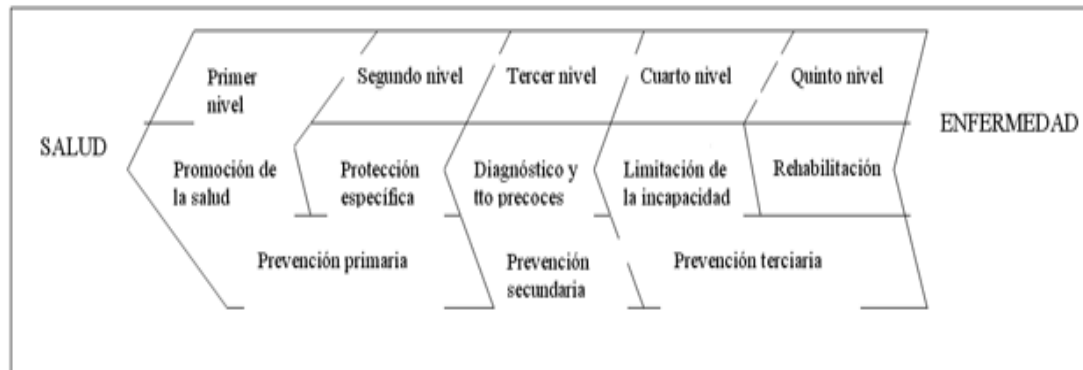 Primer
nivel
Segundo nivel
Tercer nivel
Cuarto nivel
Quinto nivel
SALUD
ENFERMEDAD
Promoción de
la salud
Protección
específica
Diagnóstico y
tto precoces
Limitación de
la incapacidad
Rehabilitación
Prevención primaria
Prevención
secundaria
Prevención terciaria